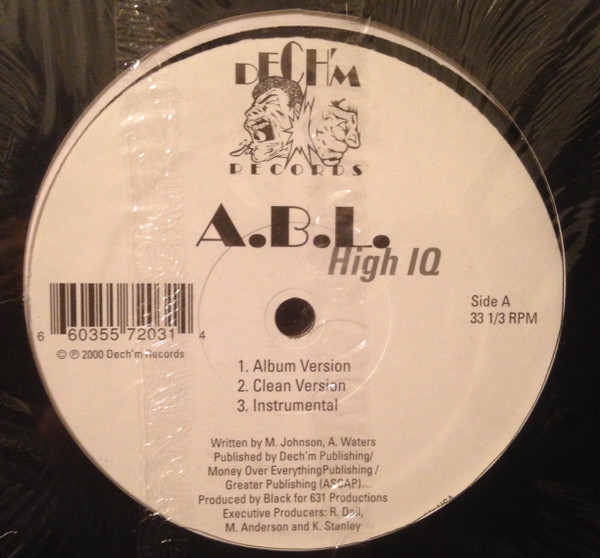 DECH'M
RECORDS
A.B.L.
High IQ
Side A
33 1/3 RPM
6 60355 72031 4
© ℗ 2000 Dech'm Records
1. Album Version
2. Clean Version
3. Instrumental
Written by M. Johnson, A. Waters
Published by Dech'm Publishing/
Money Over EverythingPublishing /
Greater Publishing (ASCAP)
Produced by Black for 631 Productions
Executive Producers: R. Dail,
M. Anderson and K. Stanley